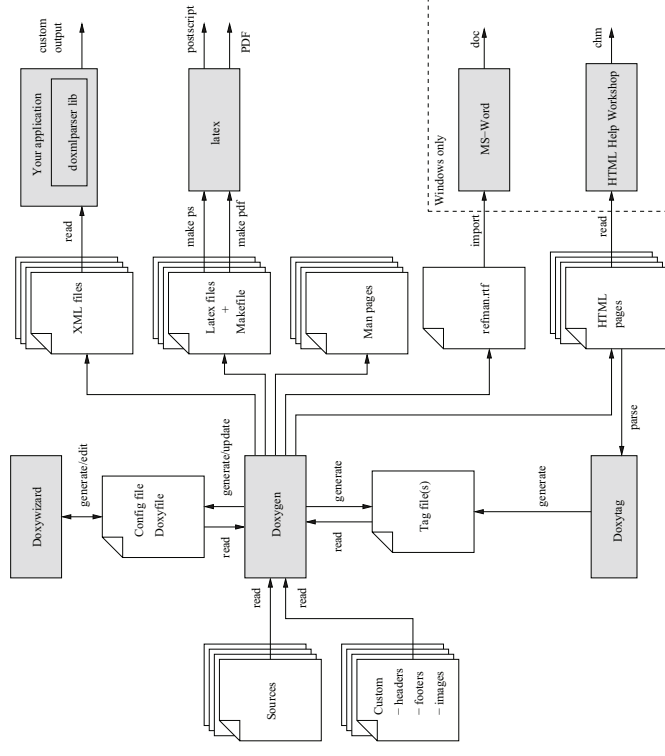 Doxywizard
generate/edit
Config file
Doxyfile
read
generate/update
Sources
read
Custom
− headers
− footers
− images
read
Doxygen
read
generate
Tag file(s)
generate
Doxytag
parse
XML files
read
Your application
doxmlparser lib
custom
output
Latex files
+
Makefile
make ps
make pdf
latex
postscript
PDF
Man pages
refman.rtf
import
Windows only
MS−Word
doc
HTML
pages
read
HTML Help Workshop
chm